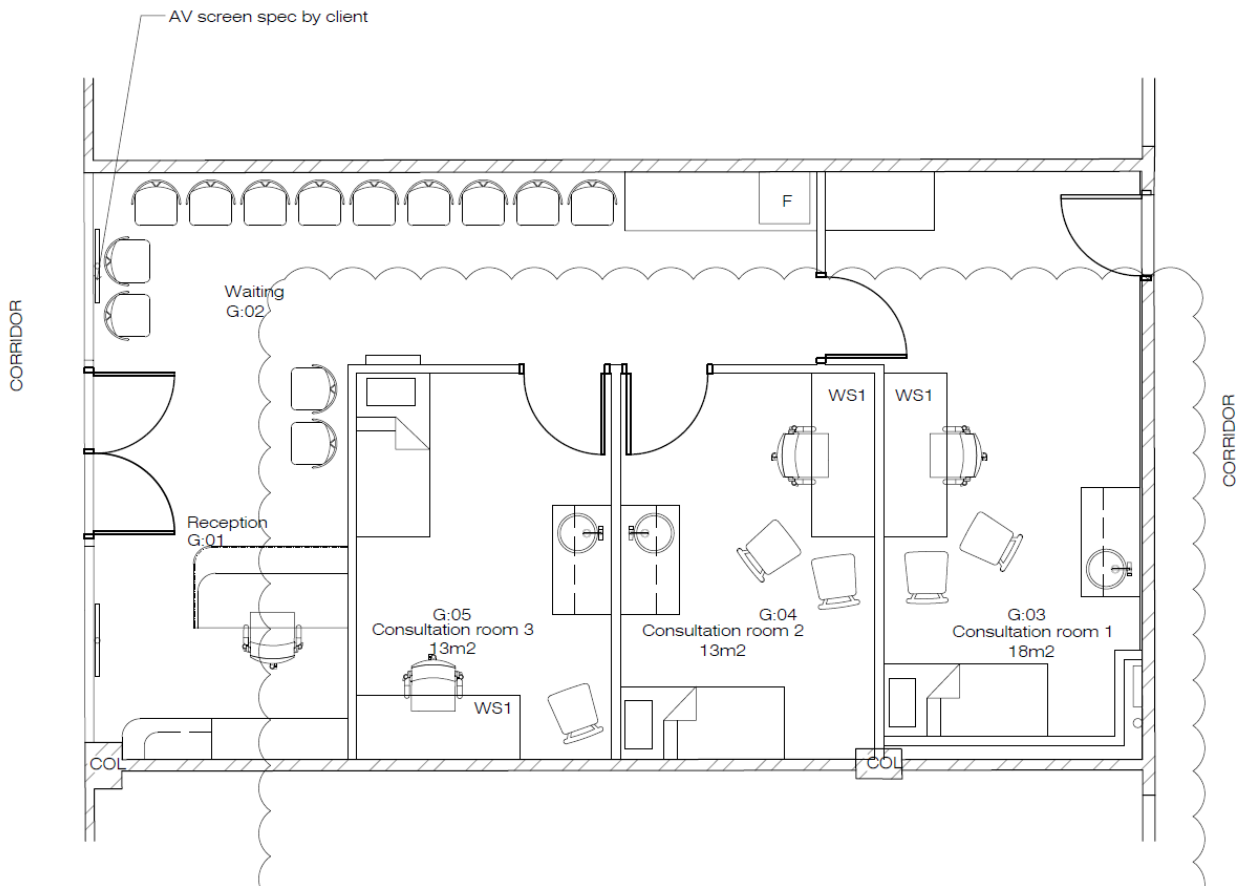 AV screen spec by client
F
CORRIDOR
Waiting
G:02
WS1
WS1
CORRIDOR
Reception
G:01
G:05
Consultation room 3
13m2
G:04
Consultation room 2
13m2
G:03
Consultation room 1
18m2
WS1
COL
COL